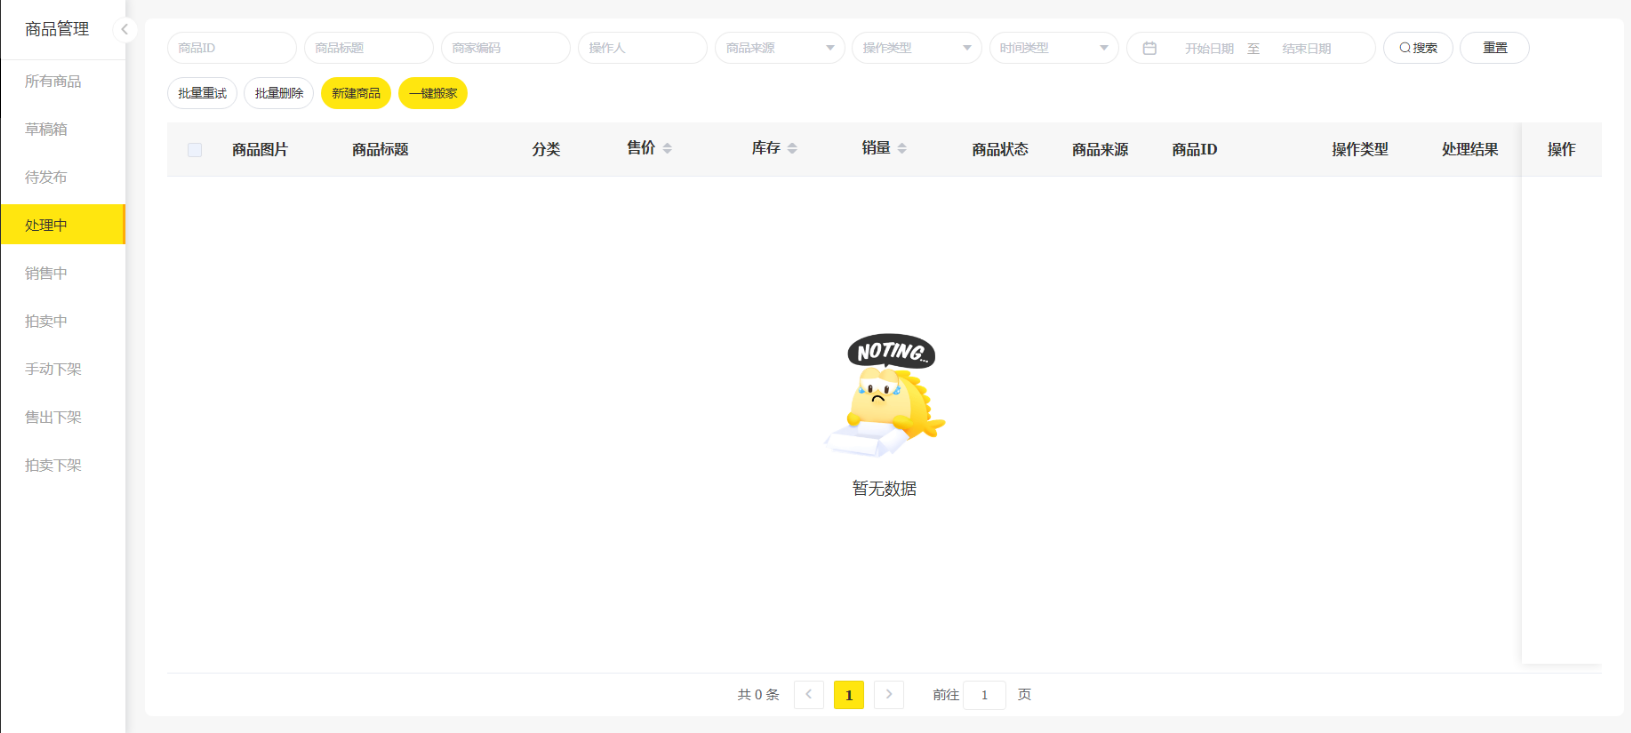 商品管理
所有商品
草稿箱
待发布
处理中
销售中
拍卖中
手动下架
售出下架
拍卖下架
商品ID 商品标题 商家编码 操作人 商品来源 操作类型 时间类型 开始日期 至 结束日期 搜索 重置
批量重试 批量删除 新建商品 一键搬家
商品图片 商品标题 分类 售价 库存 销量 商品状态 商品来源 商品ID 操作类型 处理结果 操作
NOTING...
暂无数据
共 0 条 1 前往 1 页